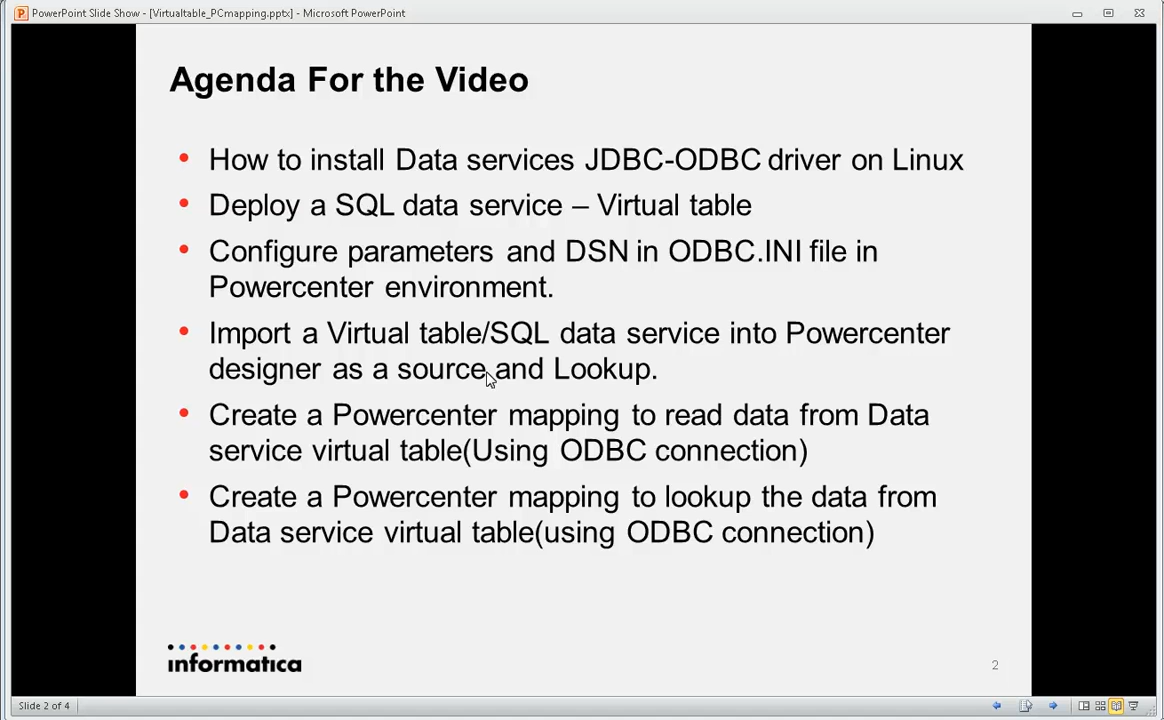 PowerPoint Slide Show - [Virtualtable_PCmapping.pptx] - Microsoft PowerPoint
Agenda For the Video
• How to install Data services JDBC-ODBC driver on Linux
• Deploy a SQL data service – Virtual table
• Configure parameters and DSN in ODBC.INI file in
Powercenter environment.
• Import a Virtual table/SQL data service into Powercenter
designer as a source and Lookup.
• Create a Powercenter mapping to read data from Data
service virtual table(Using ODBC connection)
• Create a Powercenter mapping to lookup the data from
Data service virtual table(using ODBC connection)
informatica
2
Slide 2 of 4